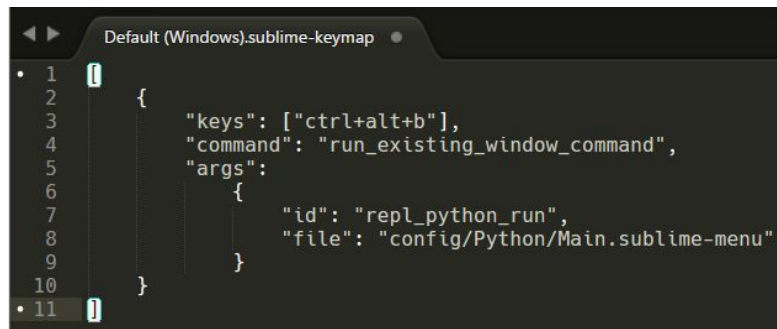 Default (Windows).sublime-keymap
1 [
2 {
3 "keys": ["ctrl+alt+b"],
4 "command": "run_existing_window_command",
5 "args":
6 {
7 "id": "repl_python_run",
8 "file": "config/Python/Main.sublime-menu"
9 }
10 }
11 ]